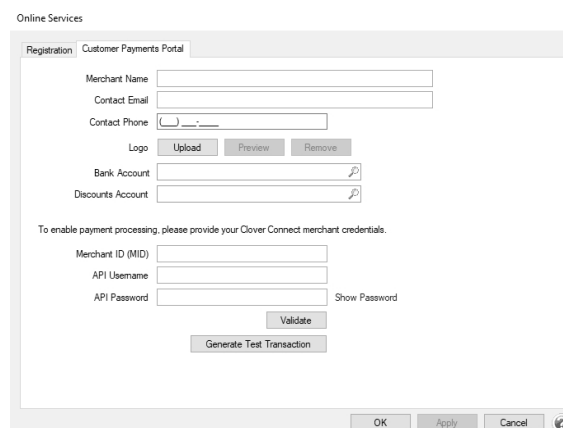 Online Services
Registration Customer Payments Portal
Merchant Name
Contact Email
Contact Phone (__) ___-____
Logo Upload Preview Remove
Bank Account
Discounts Account
To enable payment processing, please provide your Clover Connect merchant credentials.
Merchant ID (MID)
API Username
API Password Show Password
Validate
Generate Test Transaction
OK Apply Cancel